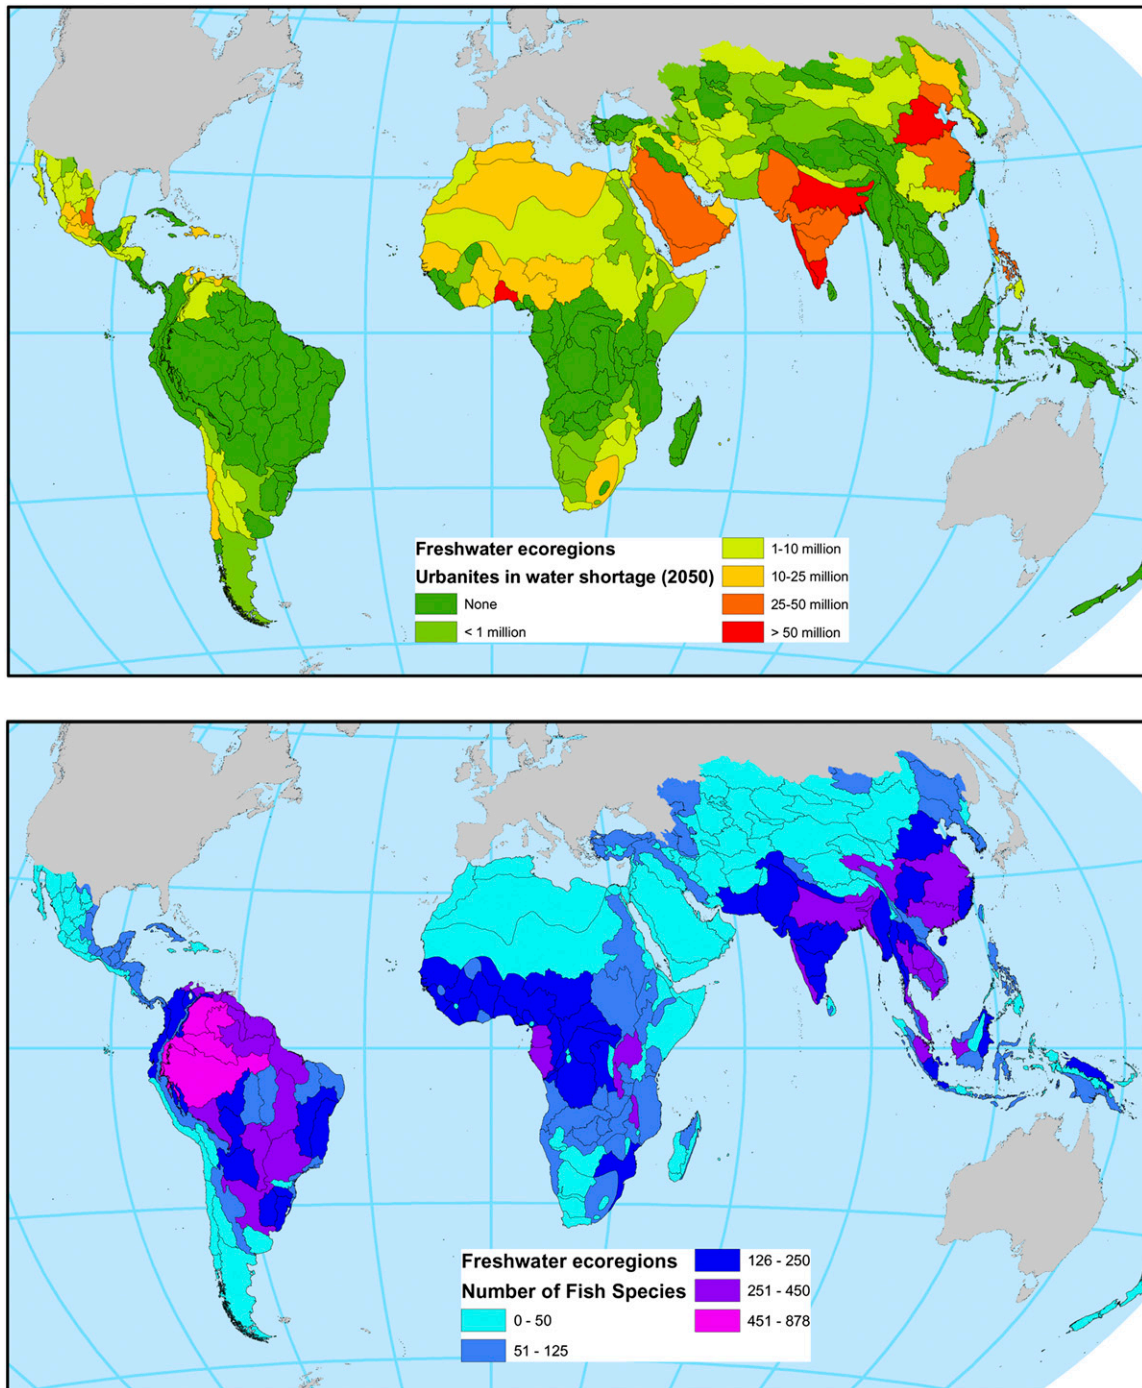 Freshwater ecoregions
Urbanites in water shortage (2050)
None
< 1 million
1-10 million
10-25 million
25-50 million
> 50 million
Freshwater ecoregions
Number of Fish Species
0 - 50
51 - 125
126 - 250
251 - 450
451 - 878